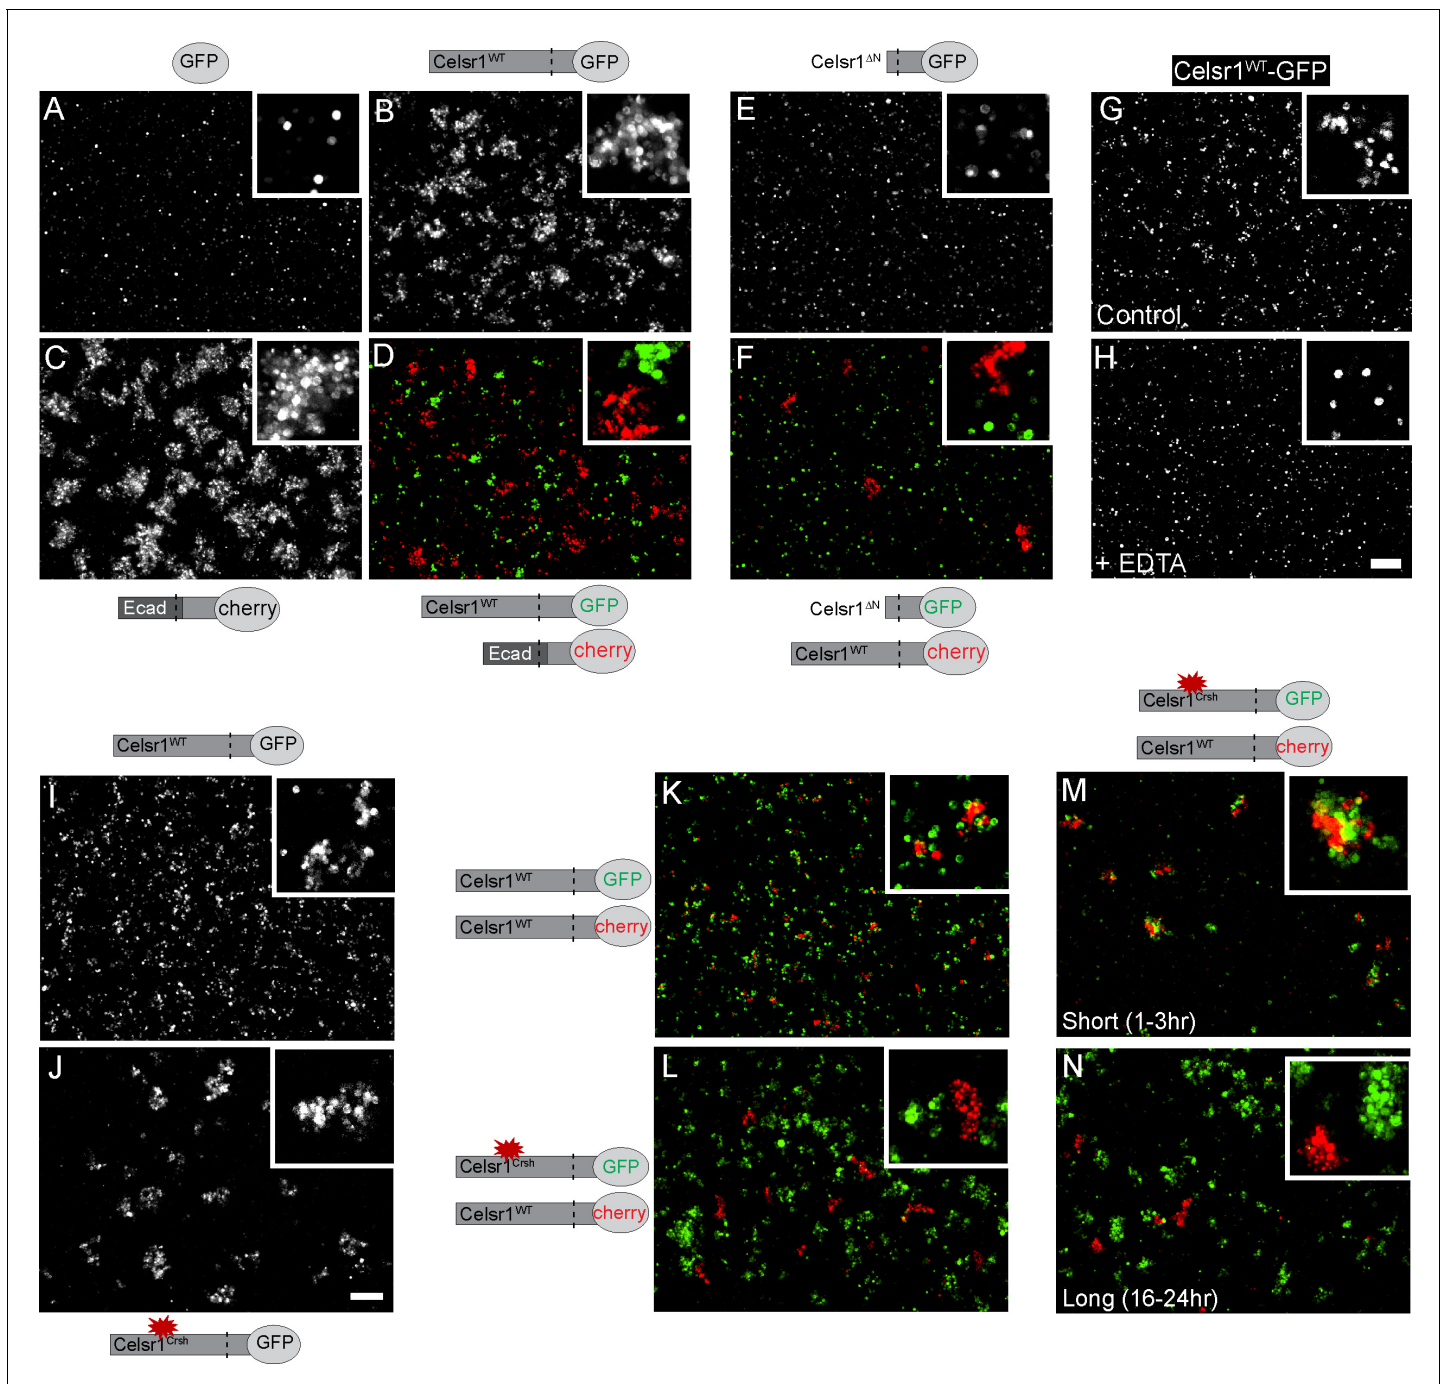 GFP
Celsr1WT GFP
Celsr1ΔN GFP
Celsr1WT-GFP
A
B
E
G
Control
C
D
F
H
+ EDTA
Ecad cherry
Celsr1WT GFP
Ecad cherry
Celsr1ΔN GFP
Celsr1WT cherry
Celsr1Crsh GFP
Celsr1WT cherry
Celsr1WT GFP
I
K
M
Celsr1WT GFP
Celsr1WT cherry
Short (1-3hr)
J
L
N
Celsr1Crsh GFP
Celsr1WT cherry
Long (16-24hr)
Celsr1Crsh GFP